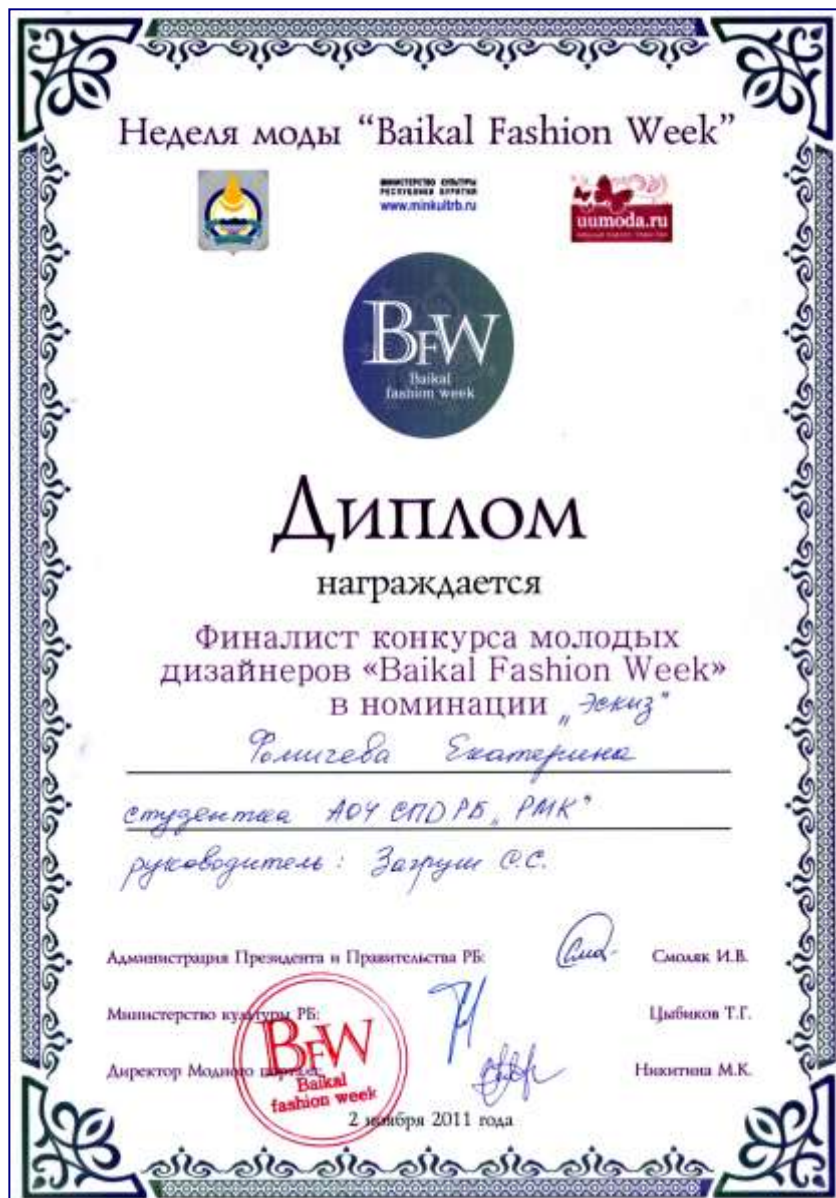 Неделя моды “Baikal Fashion Week”
МИНИСТЕРСТВО КУЛЬТУРЫ
РЕСПУБЛИКИ БУРЯТИЯ
www.minkultrb.ru
uumoda.ru
BFW
Baikal
fashion week
Диплом
награждается
Финалист конкурса молодых
дизайнеров «Baikal Fashion Week»
в номинации „Эскиз“
Фомичева Екатерина
студентка АОУ СПО РБ „РМК“
руководитель: Загруш С.С.
Администрация Президента и Правительства РБ: Смоляк И.В.
Министерство культуры РБ: Цыбиков Т.Г.
Директор Модного портала: Никитина М.К.
BFW
Baikal
fashion week
2 ноября 2011 года